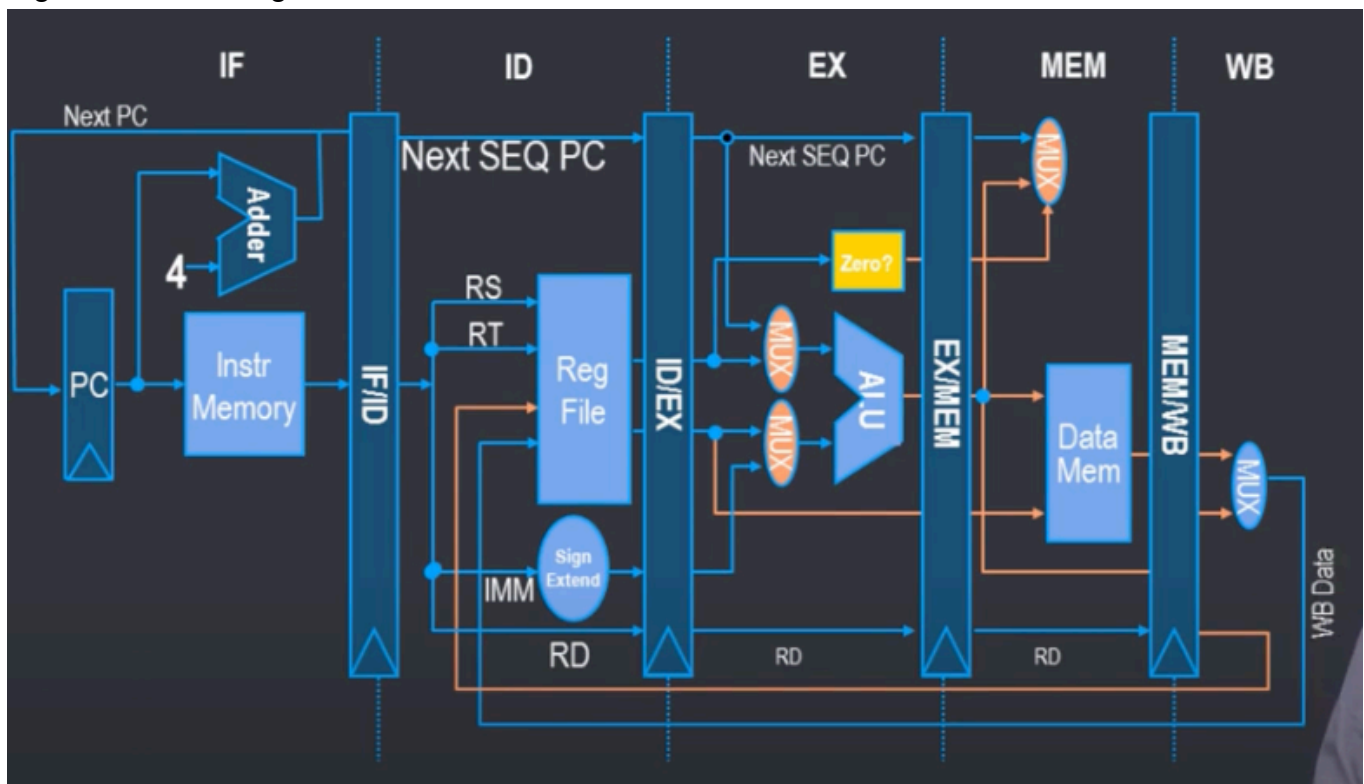 IF
ID
EX
MEM
WB
Next PC
Next SEQ PC
Next SEQ PC
MUX
Adder
4
Zero?
RS
RT
MUX
PC
Instr
Memory
IF/ID
Reg
File
ID/EX
ALU
EX/MEM
MEM/WB
MUX
Data
Mem
MUX
Sign
Extend
IMM
WB Data
RD
RD
RD